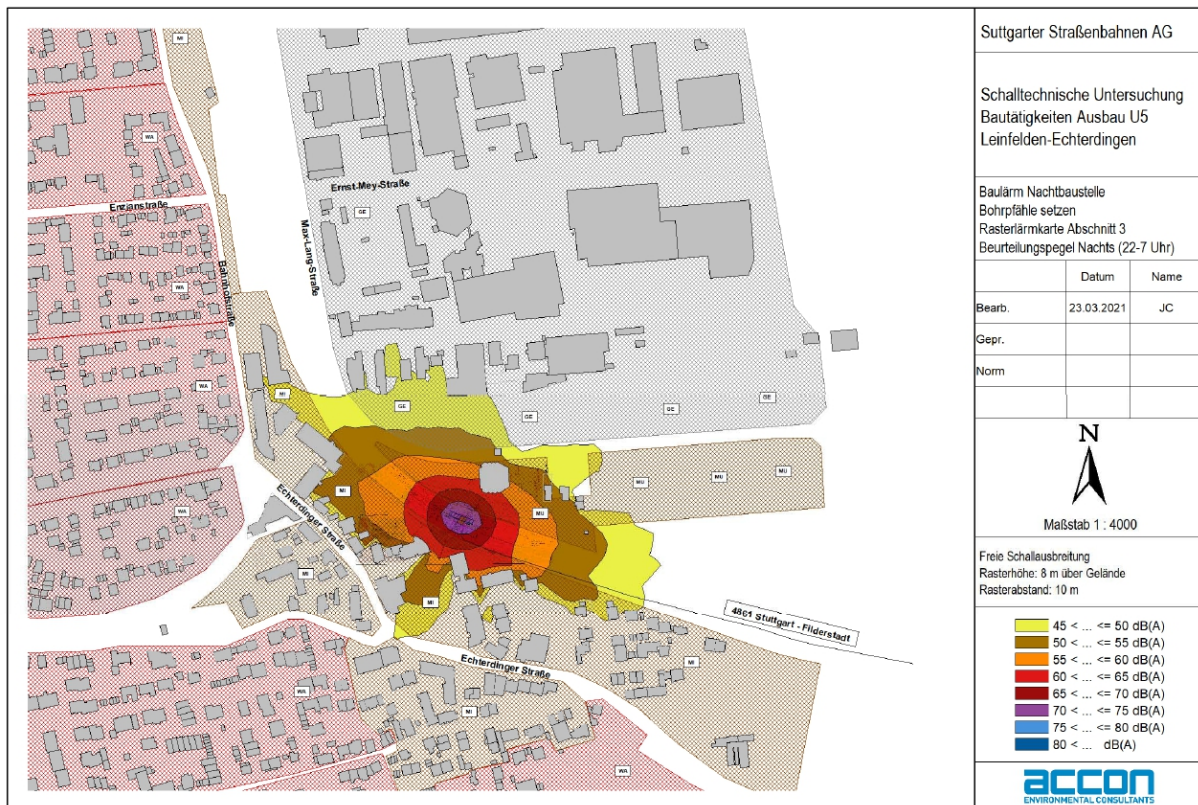 MI
WA
Ernst-Mey-Straße
GE
Enzianstraße
Max-Lang-Straße
Bahnhofstraße
WA
WA
MI
GE
GE
GE
GE
MU
MU
MU
MI
MU
WA
Echterdinger Straße
MI
MI
4861 Stuttgart - Filderstadt
Echterdinger Straße
MI
WA
MI
WA
Suttgarter Straßenbahnen AG
Schalltechnische Untersuchung
Bautätigkeiten Ausbau U5
Leinfelden-Echterdingen
Baulärm Nachtbaustelle
Bohrpfähle setzen
Rasterlärmkarte Abschnitt 3
Beurteilungspegel Nachts (22-7 Uhr)
Datum Name
Bearb. 23.03.2021 JC
Gepr.
Norm
N
Maßstab 1 : 4000
Freie Schallausbreitung
Rasterhöhe: 8 m über Gelände
Rasterabstand: 10 m
45 < ... <= 50 dB(A)
50 < ... <= 55 dB(A)
55 < ... <= 60 dB(A)
60 < ... <= 65 dB(A)
65 < ... <= 70 dB(A)
70 < ... <= 75 dB(A)
75 < ... <= 80 dB(A)
80 < ... dB(A)
accon
ENVIRONMENTAL CONSULTANTS